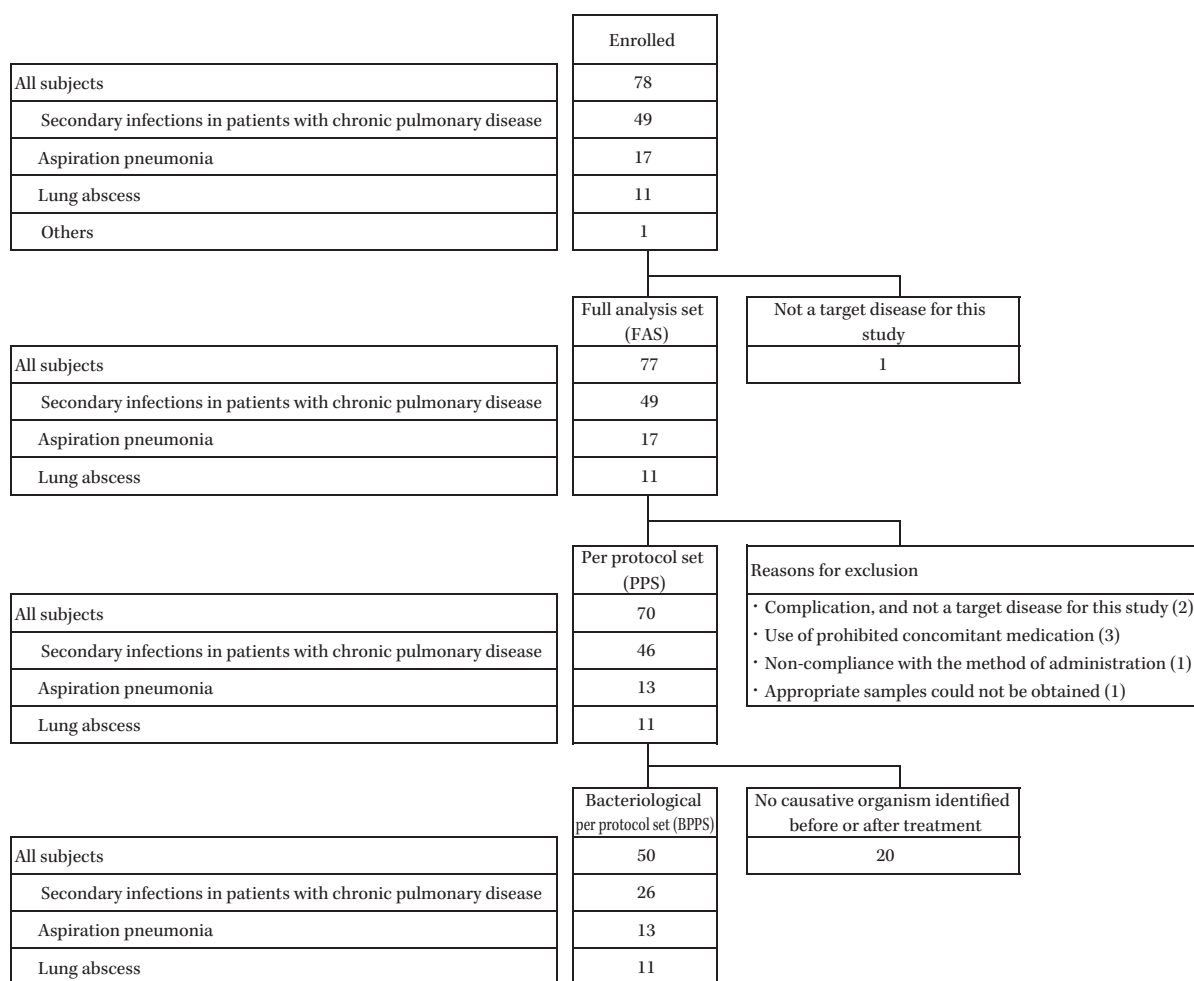 Enrolled
All subjects 78
Secondary infections in patients with chronic pulmonary disease 49
Aspiration pneumonia 17
Lung abscess 11
Others 1
Full analysis set
(FAS)
Not a target disease for this
study
All subjects 77 1
Secondary infections in patients with chronic pulmonary disease 49
Aspiration pneumonia 17
Lung abscess 11
Per protocol set
(PPS)
Reasons for exclusion
All subjects 70
Secondary infections in patients with chronic pulmonary disease 46
Aspiration pneumonia 13
Lung abscess 11
・Complication, and not a target disease for this study (2)
・Use of prohibited concomitant medication (3)
・Non-compliance with the method of administration (1)
・Appropriate samples could not be obtained (1)
Bacteriological
per protocol set (BPPS)
No causative organism identified
before or after treatment
All subjects 50 20
Secondary infections in patients with chronic pulmonary disease 26
Aspiration pneumonia 13
Lung abscess 11